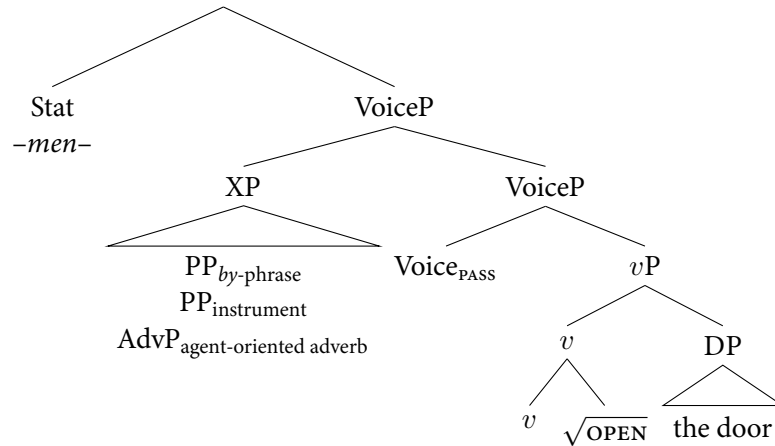 Stat VoiceP
–men–
XP VoiceP
PP by-phrase Voice PASS vP
PP instrument
AdvP agent-oriented adverb v DP
v √OPEN the door